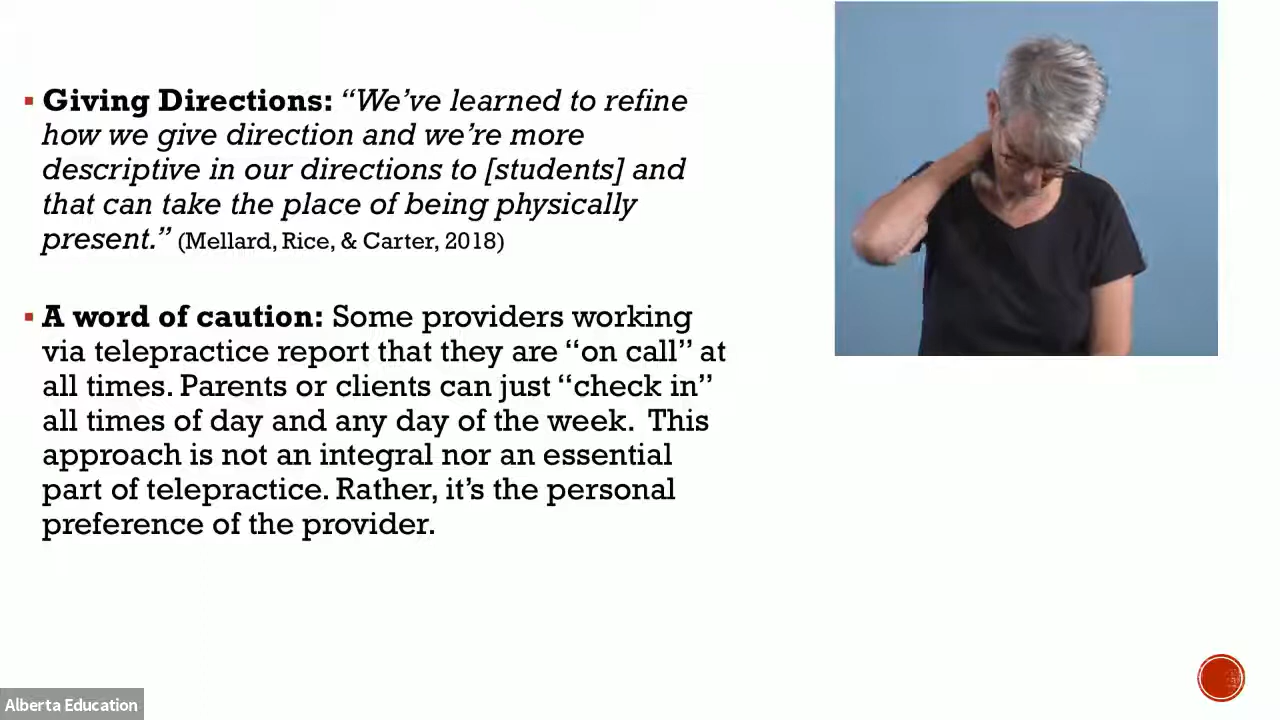 ▪ Giving Directions: “We’ve learned to refine
how we give direction and we’re more
descriptive in our directions to [students] and
that can take the place of being physically
present.” (Mellard, Rice, & Carter, 2018)
▪ A word of caution: Some providers working
via telepractice report that they are “on call” at
all times. Parents or clients can just “check in”
all times of day and any day of the week.  This
approach is not an integral nor an essential
part of telepractice. Rather, it’s the personal
preference of the provider.
Alberta Education